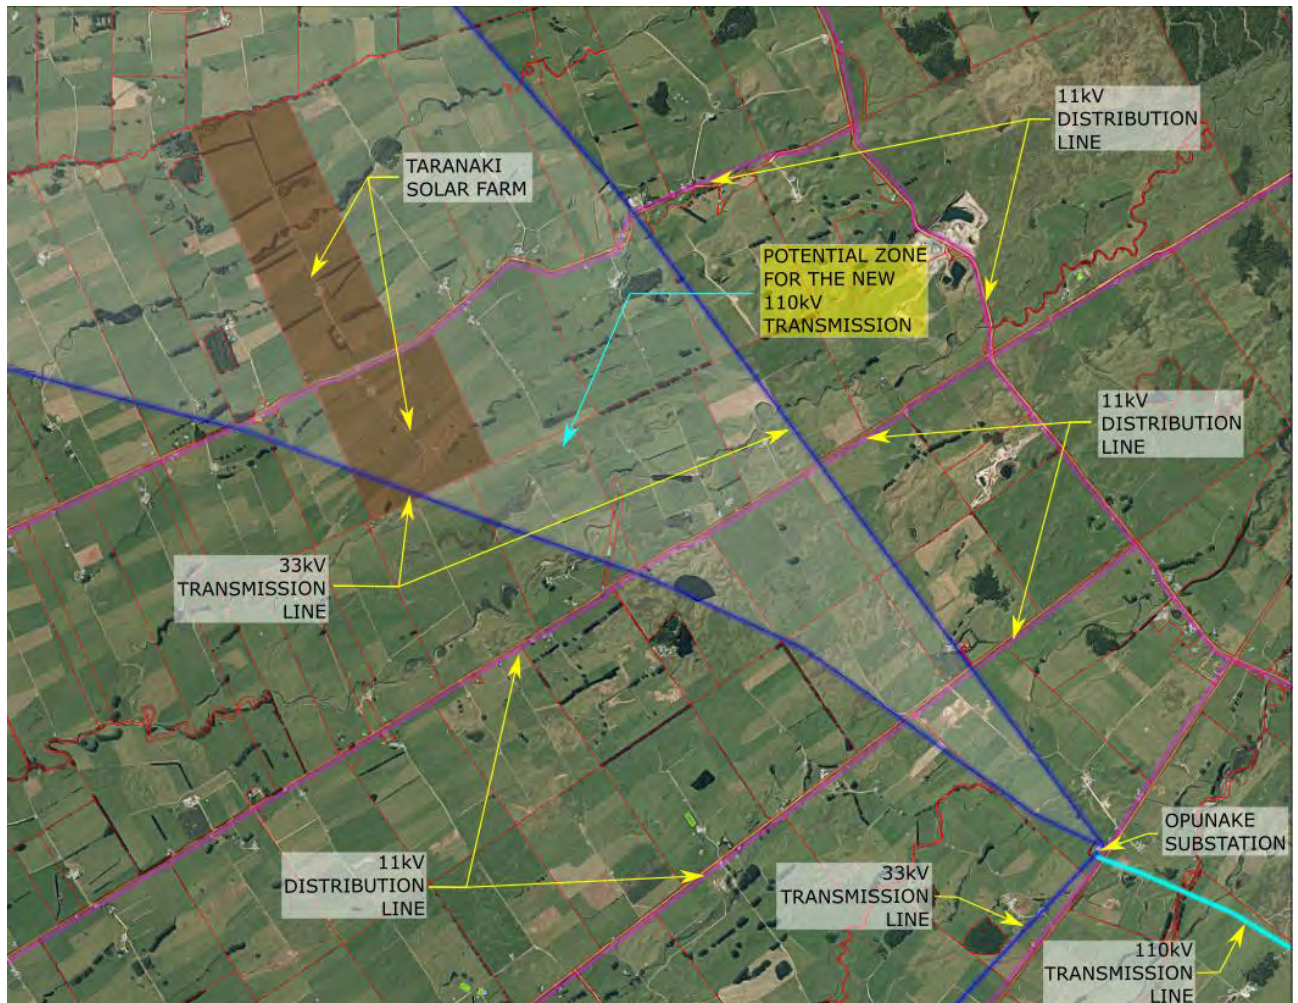 11kV
DISTRIBUTION
LINE
TARANAKI
SOLAR FARM
POTENTIAL ZONE
FOR THE NEW
110kV
TRANSMISSION
11kV
DISTRIBUTION
LINE
33kV
TRANSMISSION
LINE
OPUNAKE
SUBSTATION
11kV
DISTRIBUTION
LINE
33kV
TRANSMISSION
LINE
110kV
TRANSMISSION
LINE